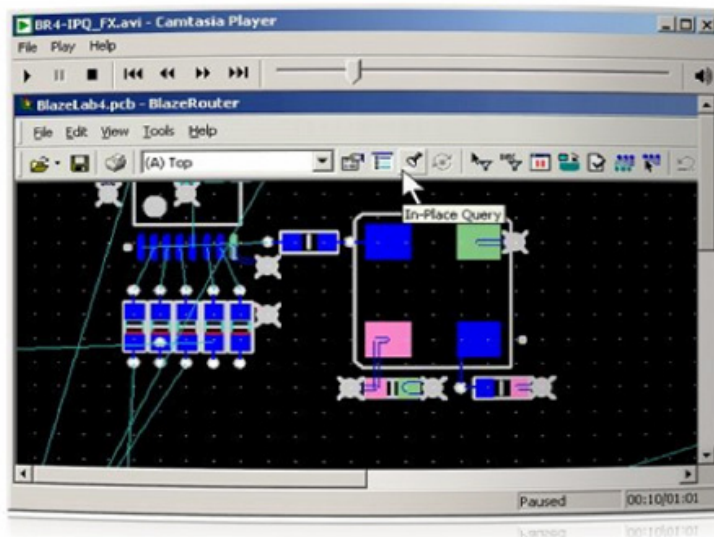 BR4-IPQ_FX.avi - Camtasia Player
File Play Help
BlazeLab4.pcb - BlazeRouter
File Edit View Tools Help
(A) Top
In-Place Query
Paused 00:10/01:01